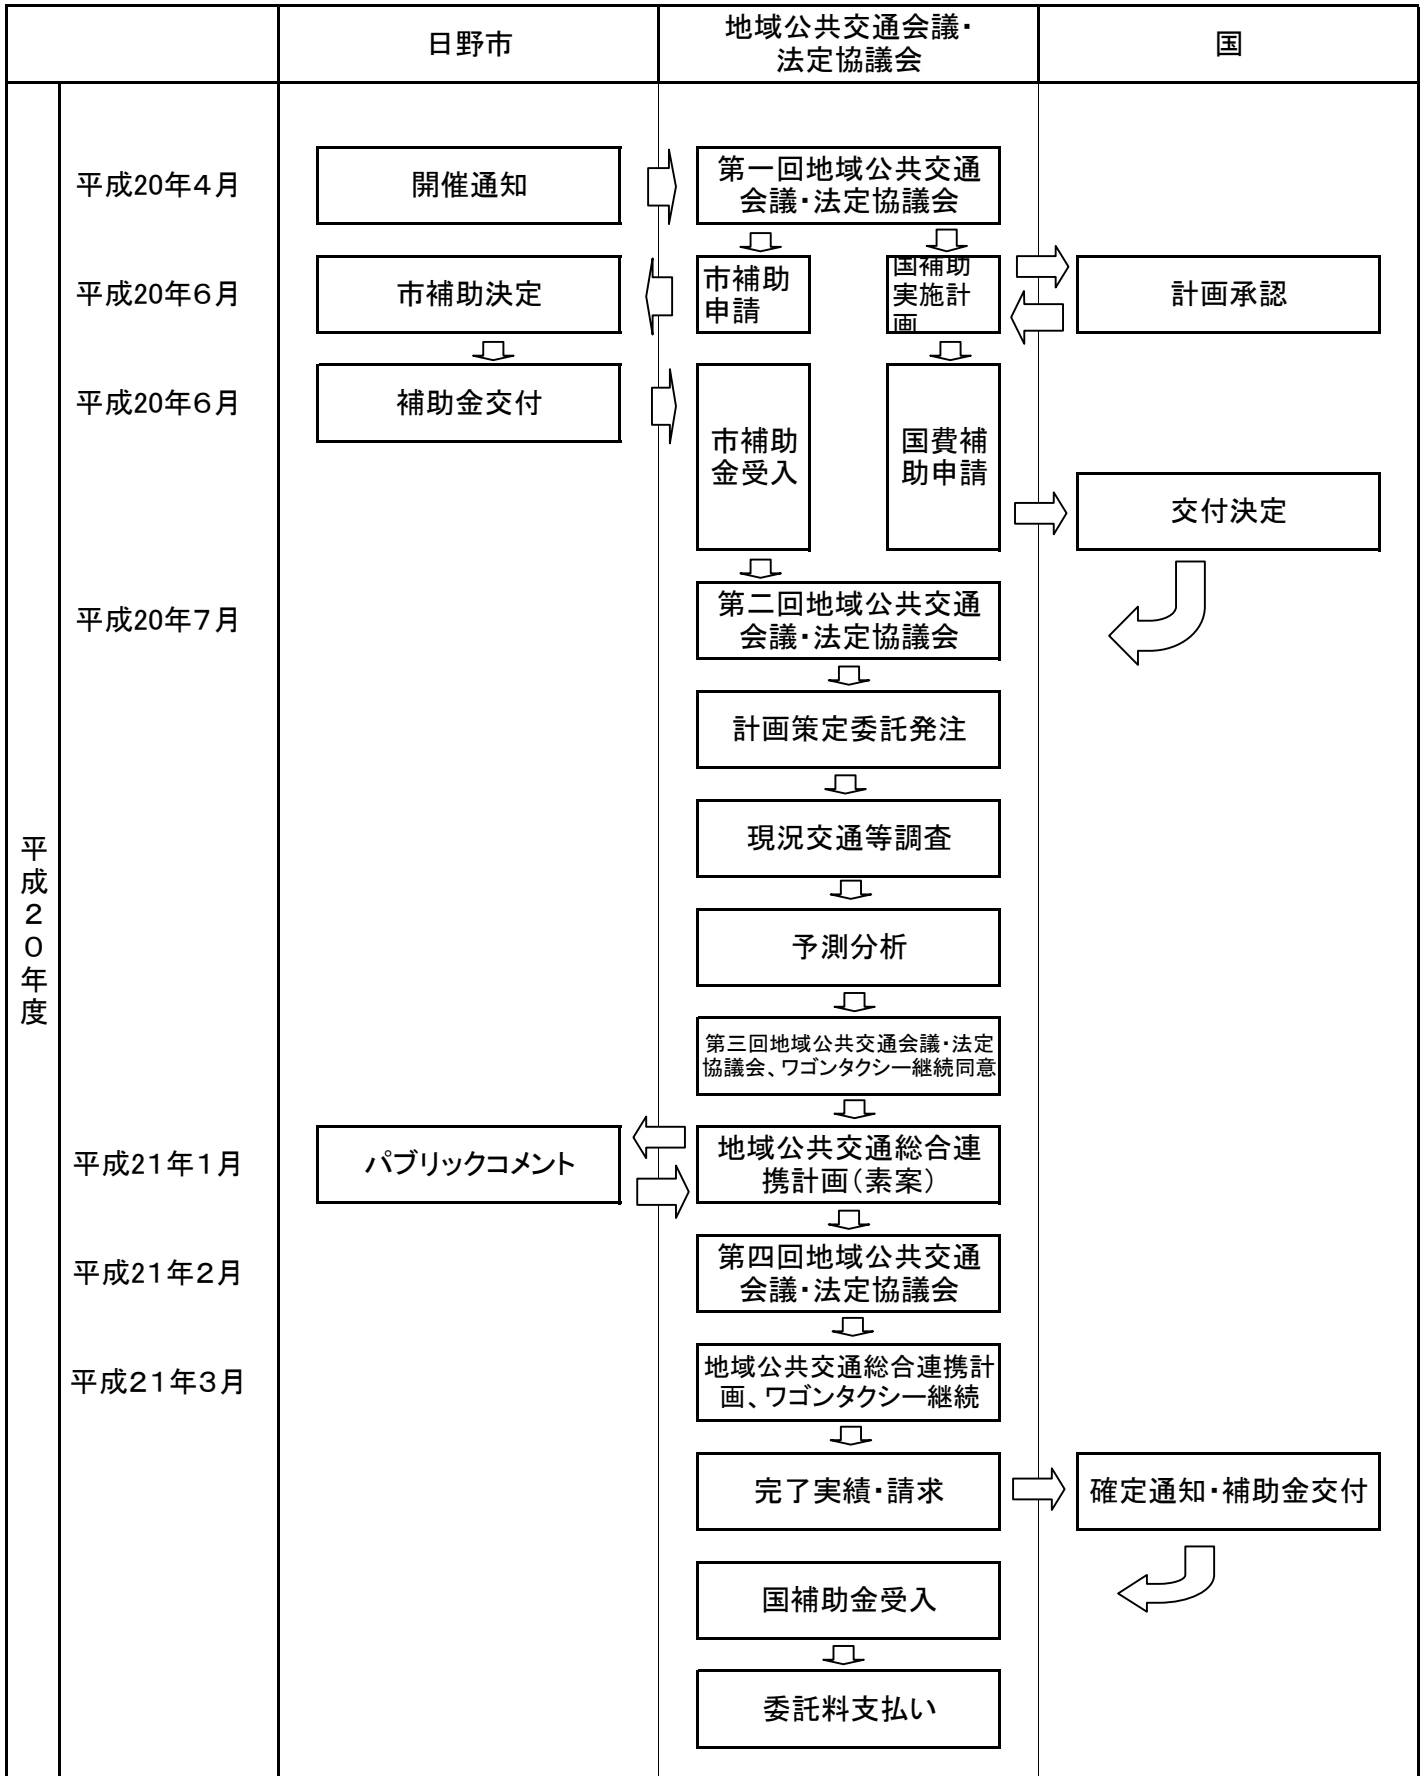 日野市
地域公共交通会議・
法定協議会
国
平成20年度
平成20年４月
開催通知
第一回地域公共交通
会議・法定協議会
平成20年６月
市補助決定
市補助
申請
国補助
実施計
画
計画承認
平成20年６月
補助金交付
市補助
金受入
国費補
助申請
交付決定
平成20年７月
第二回地域公共交通
会議・法定協議会
計画策定委託発注
現況交通等調査
予測分析
第三回地域公共交通会議・法定
協議会、ワゴンタクシー継続同意
平成21年１月
パブリックコメント
地域公共交通総合連
携計画（素案）
平成21年２月
第四回地域公共交通
会議・法定協議会
平成２１年３月
地域公共交通総合連携計
画、ワゴンタクシー継続
完了実績・請求
確定通知・補助金交付
国補助金受入
委託料支払い